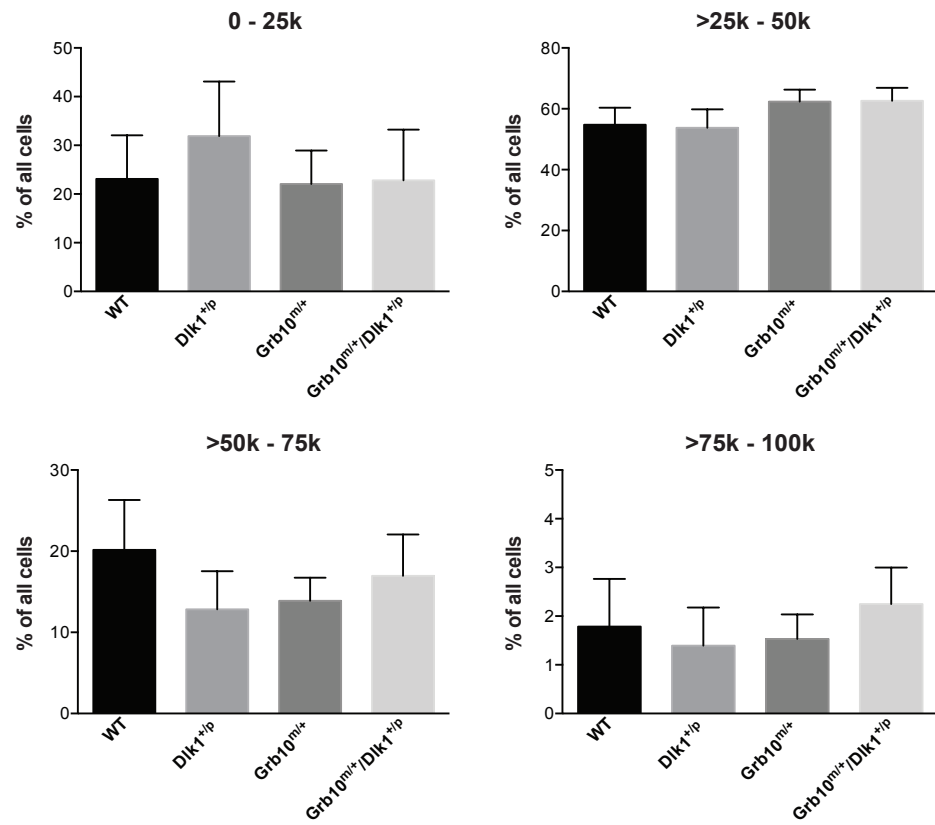 0 - 25k
% of all cells
50
40
30
20
10
0
WT
Dlk1+/p
Grb10m/+
Grb10m/+/Dlk1+/p
>25k - 50k
% of all cells
80
60
40
20
0
WT
Dlk1+/p
Grb10m/+
Grb10m/+/Dlk1+/p
>50k - 75k
% of all cells
30
20
10
0
WT
Dlk1+/p
Grb10m/+
Grb10m/+/Dlk1+/p
>75k - 100k
% of all cells
5
4
3
2
1
0
WT
Dlk1+/p
Grb10m/+
Grb10m/+/Dlk1+/p